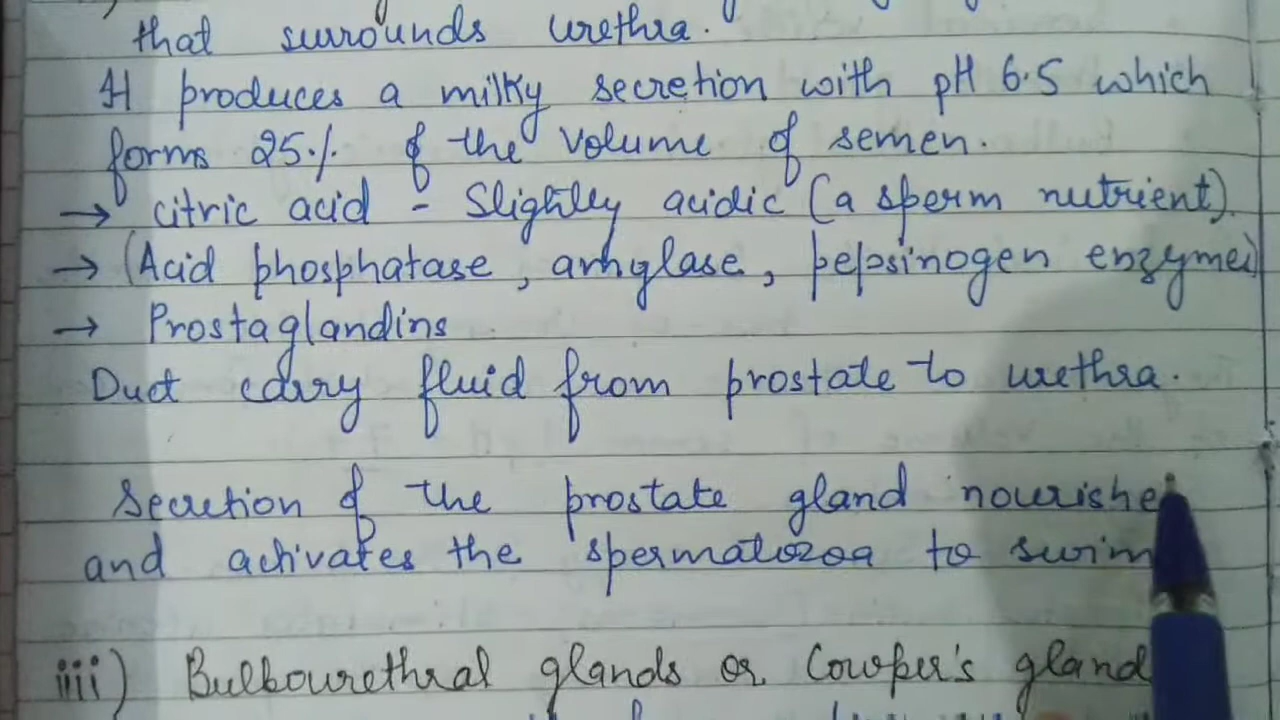 that surrounds urethra.
It produces a milky secretion with pH 6.5 which
forms 25% of the volume of semen.
→ citric acid - Slightly acidic (a sperm nutrient)
→ (Acid phosphatase, amylase, pepsinogen enzymes)
→ Prostaglandins
Duct carry fluid from prostate to urethra.
Secretion of the prostate gland nourishes
and activates the spermatozoa to swim
iii) Bulbourethral glands or Cowper's gland